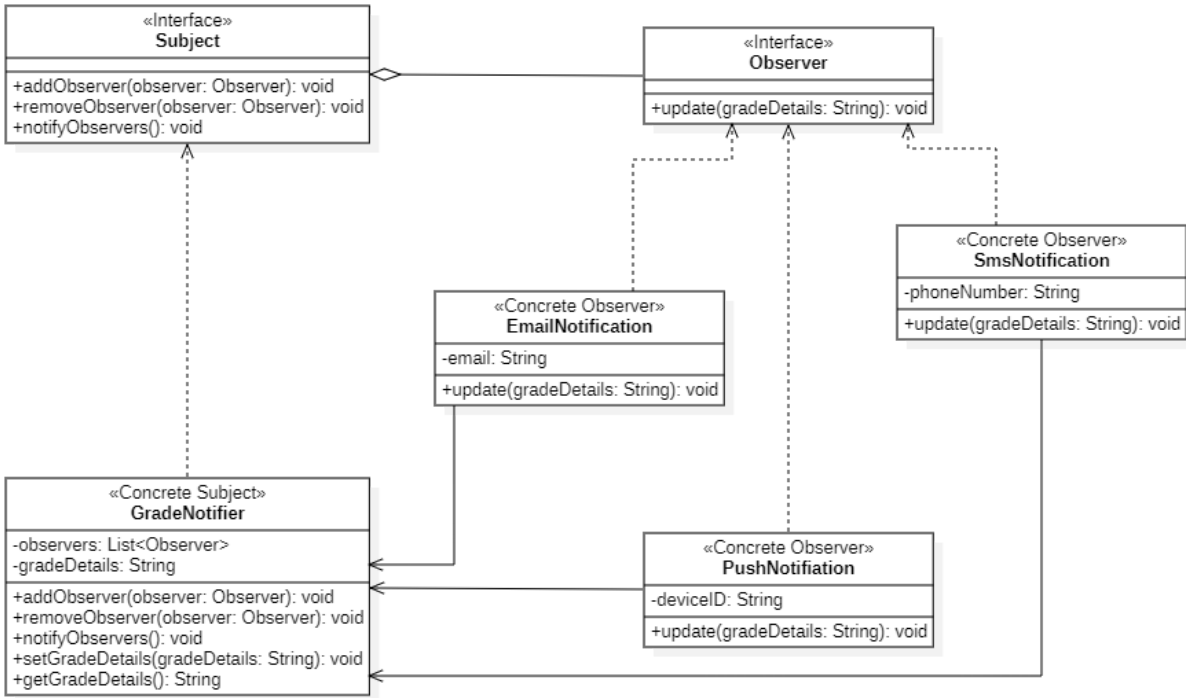 «Interface»
Subject
+addObserver(observer: Observer): void
+removeObserver(observer: Observer): void
+notifyObservers(): void
«Interface»
Observer
+update(gradeDetails: String): void
«Concrete Observer»
SmsNotification
-phoneNumber: String
+update(gradeDetails: String): void
«Concrete Observer»
EmailNotification
-email: String
+update(gradeDetails: String): void
«Concrete Subject»
GradeNotifier
-observers: List<Observer>
-gradeDetails: String
+addObserver(observer: Observer): void
+removeObserver(observer: Observer): void
+notifyObservers(): void
+setGradeDetails(gradeDetails: String): void
+getGradeDetails(): String
«Concrete Observer»
PushNotifiation
-deviceID: String
+update(gradeDetails: String): void